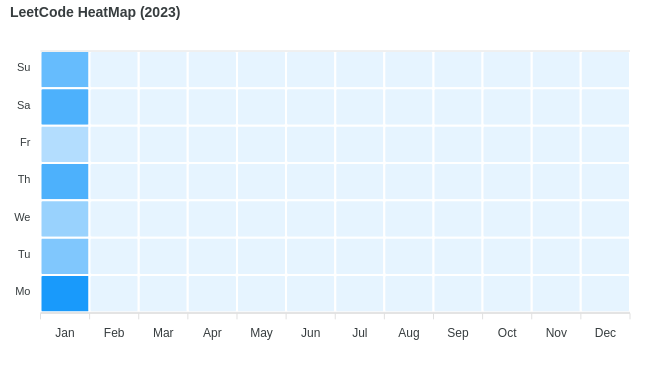 LeetCode HeatMap (2023)
Su
Sa
Fr
Th
We
Tu
Mo
Jan Feb Mar Apr May Jun Jul Aug Sep Oct Nov Dec